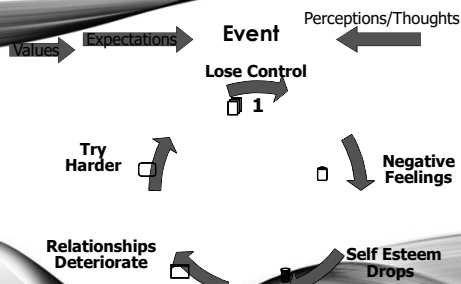 Perceptions/Thoughts
Event
Expectations
Values
Lose Control
1
Try
Harder
Negative
Feelings
Relationships
Deteriorate
Self Esteem
Drops